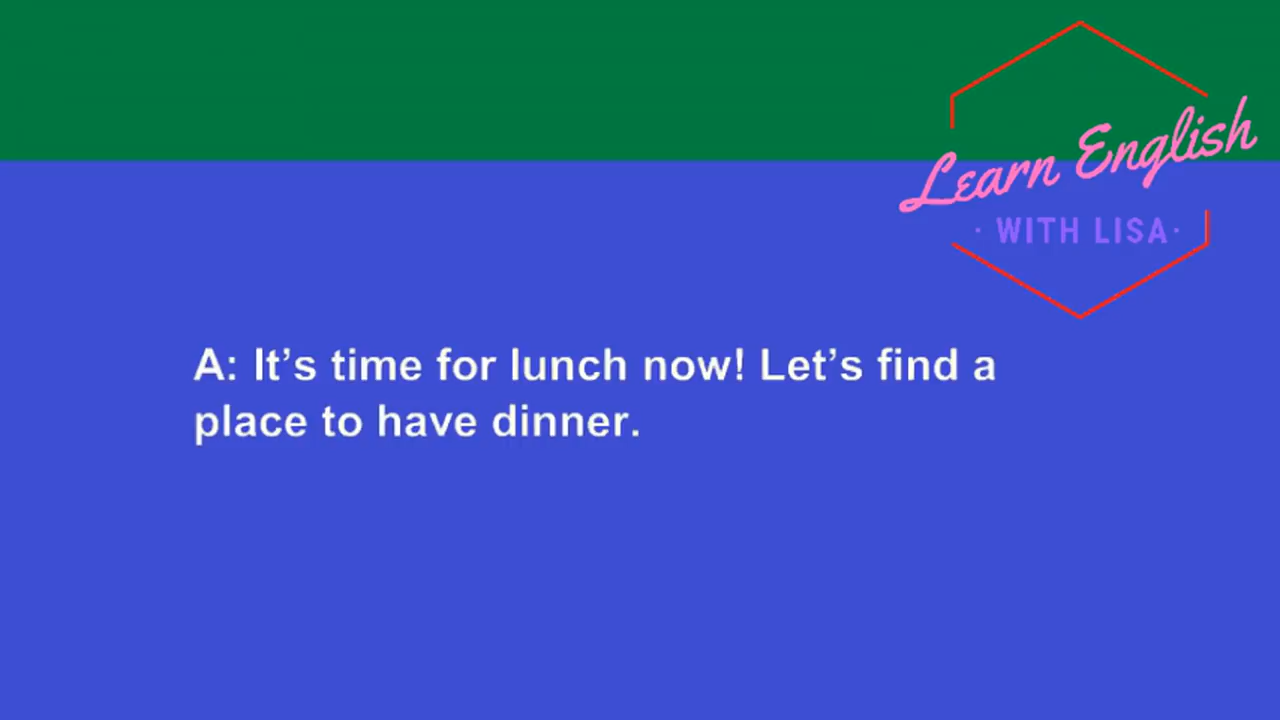 Learn English
· WITH LISA·
A: It’s time for lunch now! Let’s find a
place to have dinner.